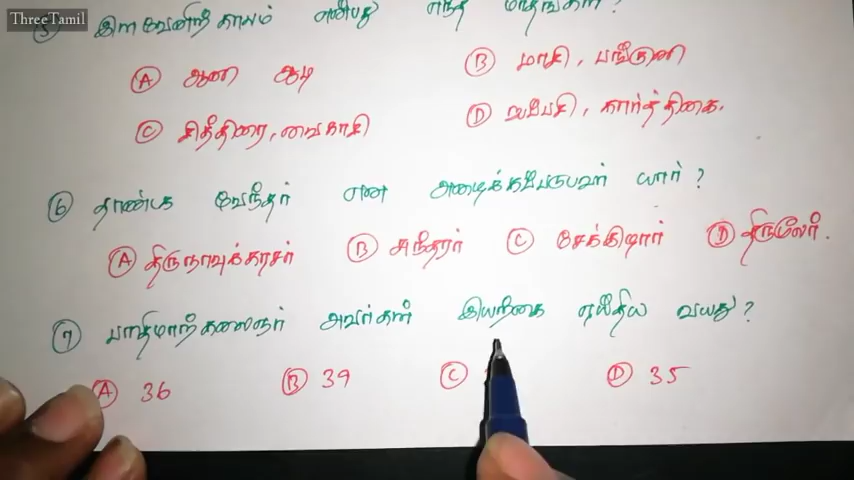 ThreeTamil
5 இளவேனிற் காலம் என்பது எந்த மாதங்கள் ?
A ஆனி ஆடி B மாசி, பங்குனி
C சித்திரை, வைகாசி D ஐப்பசி, கார்த்திகை.
6 தாண்டக வேந்தர் என அழைக்கப்படுபவர் யார் ?
A திருநாவுக்கரசர் B சுந்தரர் C சேக்கிழார் D திருமூலர்.
7 பரிதிமாற்கலைஞர் அவர்கள் இயற்கை எய்திய வயது ?
A 36 B 39 C D 35